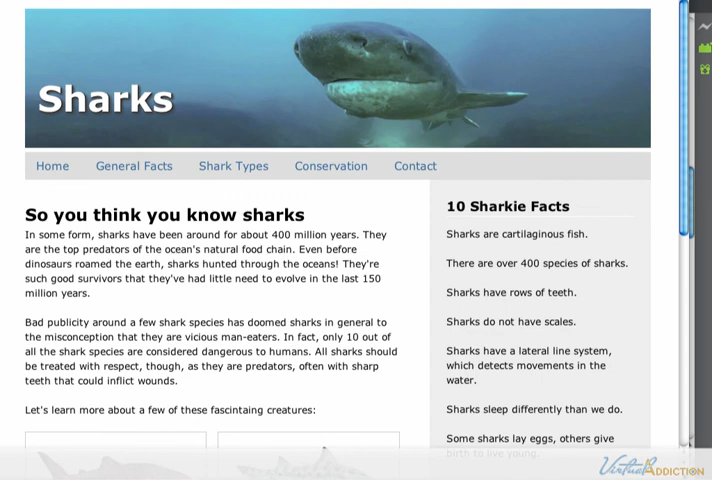 Sharks
Home General Facts Shark Types Conservation Contact
So you think you know sharks
In some form, sharks have been around for about 400 million years. They
are the top predators of the ocean's natural food chain. Even before
dinosaurs roamed the earth, sharks hunted through the oceans! They're
such good survivors that they've had little need to evolve in the last 150
million years.
Bad publicity around a few shark species has doomed sharks in general to
the misconception that they are vicious man-eaters. In fact, only 10 out of
all the shark species are considered dangerous to humans. All sharks should
be treated with respect, though, as they are predators, often with sharp
teeth that could inflict wounds.
Let's learn more about a few of these fascintaing creatures:
10 Sharkie Facts
Sharks are cartilaginous fish.
There are over 400 species of sharks.
Sharks have rows of teeth.
Sharks do not have scales.
Sharks have a lateral line system,
which detects movements in the
water.
Sharks sleep differently than we do.
Some sharks lay eggs, others give
birth to live young.
Virtual ADDICTION